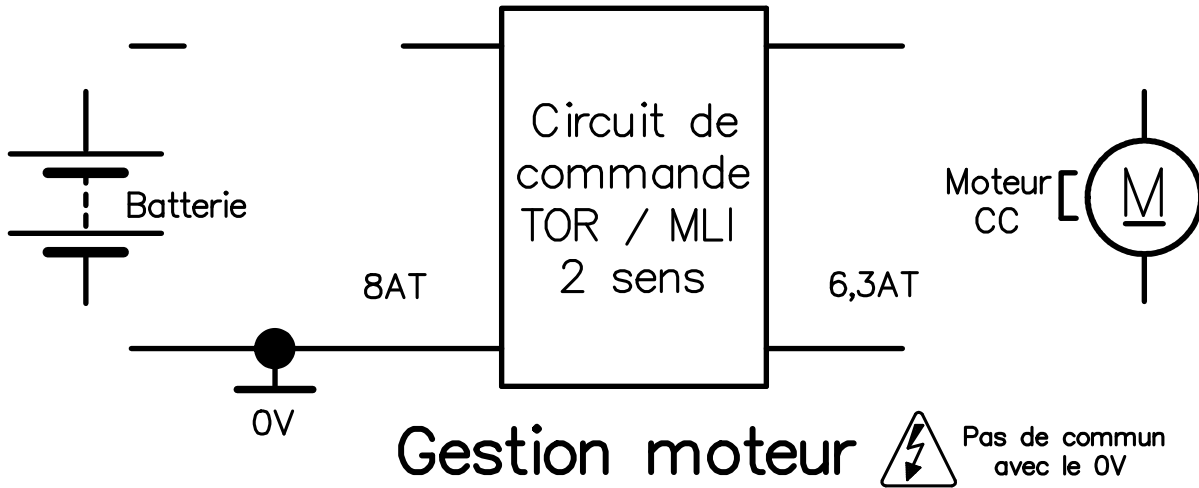 Circuit de
commande
TOR / MLI
2 sens
Batterie
8AT
0V
6,3AT
Moteur
CC
M
Gestion moteur
Pas de commun
avec le 0V